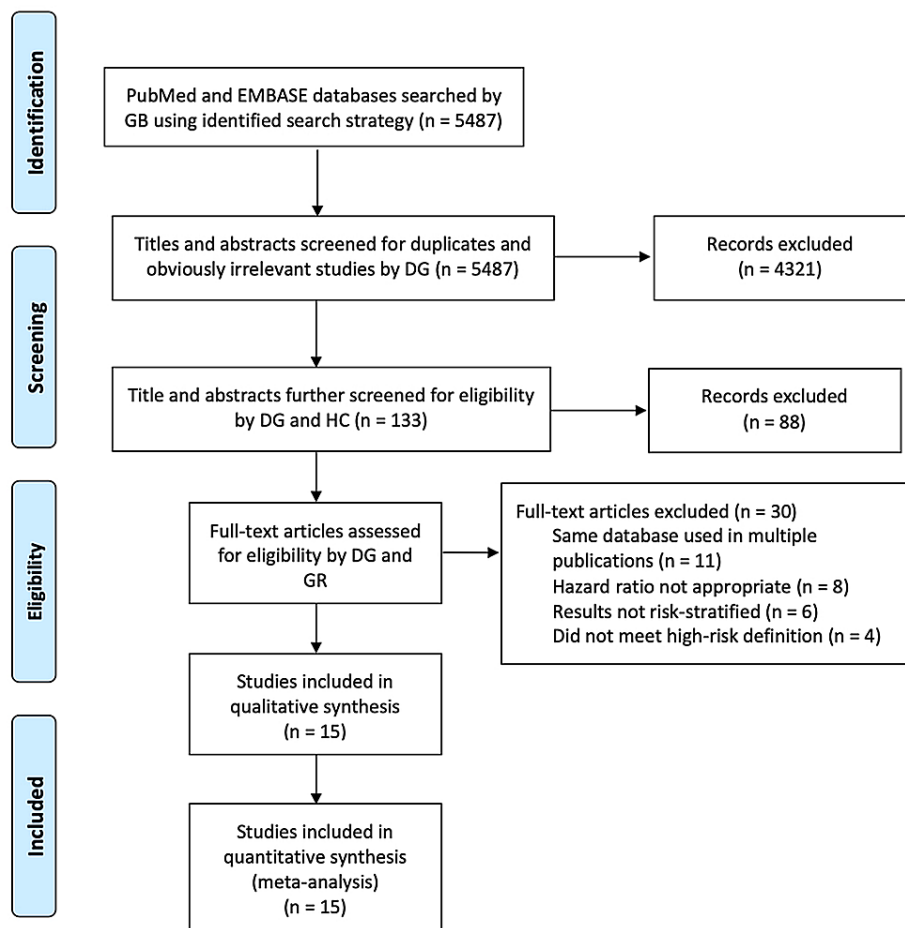 Identification
PubMed and EMBASE databases searched by
GB using identified search strategy (n = 5487)
Screening
Titles and abstracts screened for duplicates and
obviously irrelevant studies by DG (n = 5487)
Records excluded
(n = 4321)
Title and abstracts further screened for eligibility
by DG and HC (n = 133)
Records excluded
(n = 88)
Eligibility
Full-text articles assessed
for eligibility by DG and
GR
Full-text articles excluded (n = 30)
Same database used in multiple
publications (n = 11)
Hazard ratio not appropriate (n = 8)
Results not risk-stratified (n = 6)
Did not meet high-risk definition (n = 4)
Studies included in
qualitative synthesis
(n = 15)
Included
Studies included in
quantitative synthesis
(meta-analysis)
(n = 15)